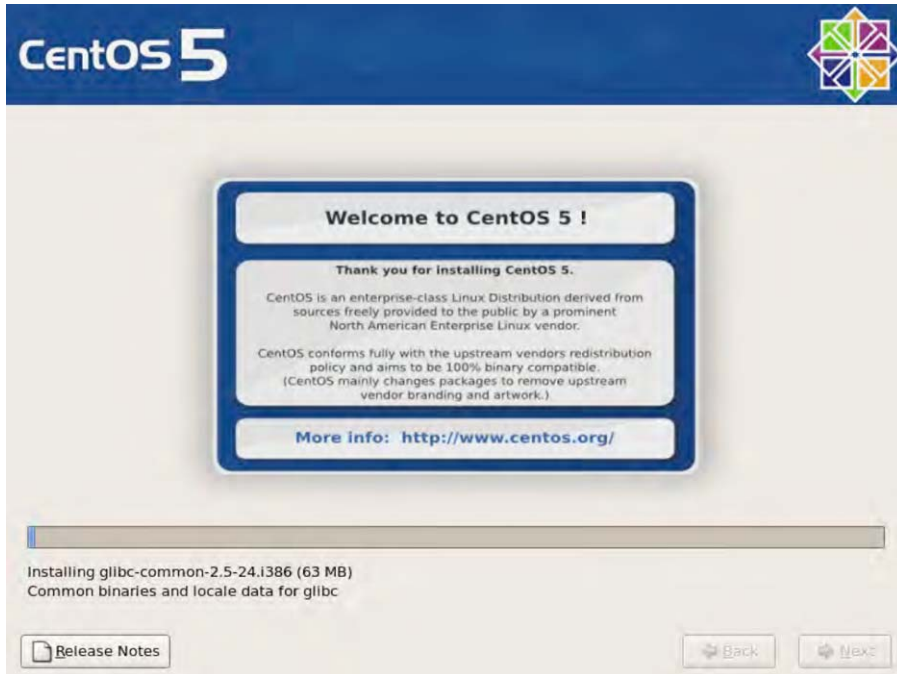 CentOS 5
Welcome to CentOS 5 !
Thank you for installing CentOS 5.
CentOS is an enterprise-class Linux Distribution derived from
sources freely provided to the public by a prominent
North American Enterprise Linux vendor.
CentOS conforms fully with the upstream vendors redistribution
policy and aims to be 100% binary compatible.
(CentOS mainly changes packages to remove upstream
vendor branding and artwork.)
More info: http://www.centos.org/
Installing glibc-common-2.5-24.i386 (63 MB)
Common binaries and locale data for glibc
Release Notes
Back
Next